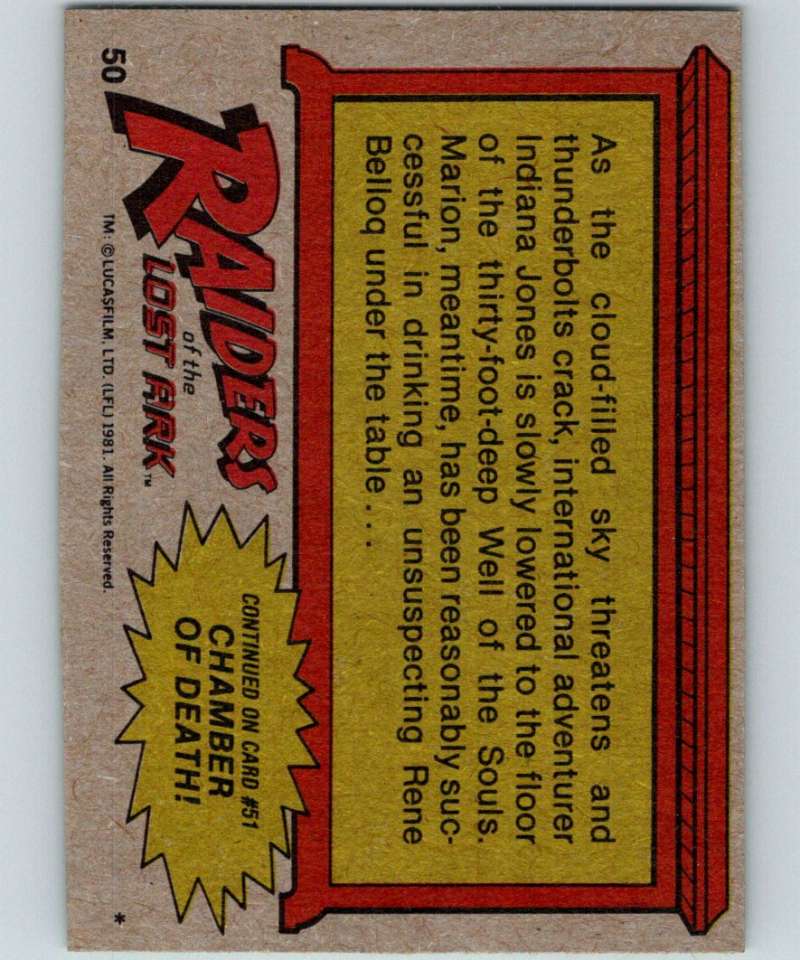 As the cloud-filled sky threatens and
thunderbolts crack, international adventurer
Indiana Jones is slowly lowered to the floor
of the thirty-foot-deep Well of the Souls.
Marion, meantime, has been reasonably suc-
cessful in drinking an unsuspecting Rene
Belloq under the table . . .
50
RAIDERS
of the
LOST ARK™
TM: © LUCASFILM, LTD. (LFL) 1981. All Rights Reserved.
CONTINUED ON CARD #51
CHAMBER
OF DEATH!
*